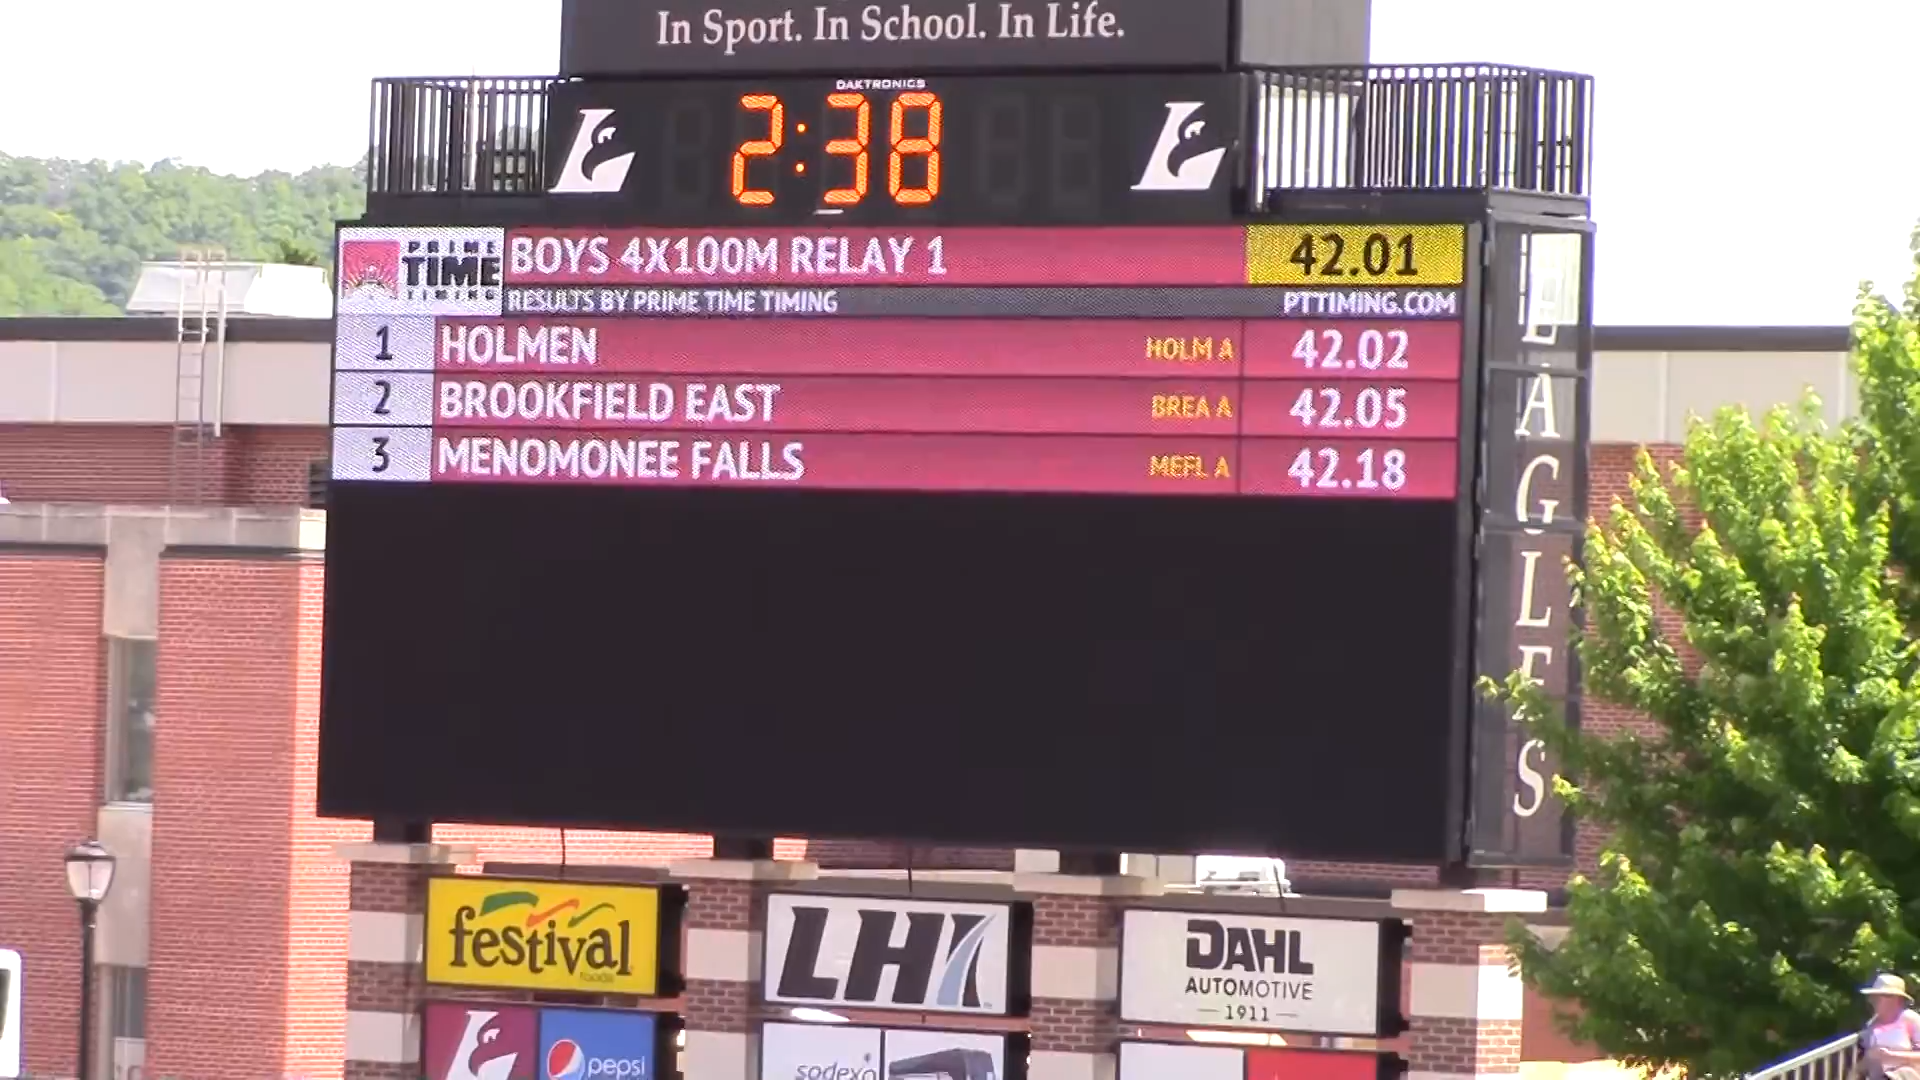 In Sport. In School. In Life.
DAKTRONICS
2:38
PRIME TIME TIMING
BOYS 4X100M RELAY 1 42.01
RESULTS BY PRIME TIME TIMING PTTIMING.COM
1 HOLMEN HOLM A 42.02
2 BROOKFIELD EAST BREA A 42.05
3 MENOMONEE FALLS MEFL A 42.18
EAGLES
festival foods
LHI
DAHL
AUTOMOTIVE
1911
L
pepsi
sodexo